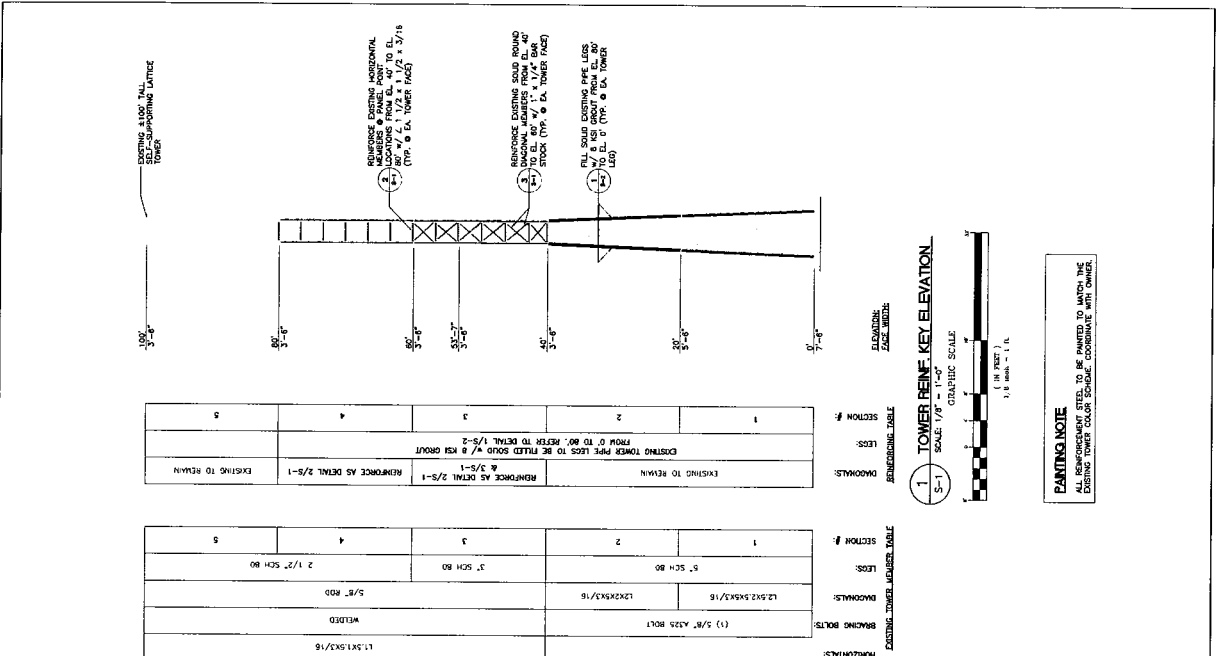 EXISTING ±100' TALL
SELF-SUPPORTING LATTICE
TOWER
REINFORCE EXISTING HORIZONTAL
MEMBERS @ PANEL POINT
LOCATIONS FROM EL. 40' TO EL.
80' w/ ∠ 1 1/2 x 1 1/2 x 3/16
(TYP. @ EA. TOWER FACE)
2
S-1
REINFORCE EXISTING SOLID ROUND
DIAGONAL MEMBERS FROM EL. 40'
TO EL. 60' w/ 1" x 1/4" BAR
STOCK (TYP. @ EA. TOWER FACE)
3
S-1
FILL SOLID EXISTING PIPE LEGS
w/ 8 KSI GROUT FROM EL. 80'
TO EL. 0' (TYP. @ EA. TOWER
LEG)
1
S-2
100'
3'-6"
80'
3'-6"
60'
3'-6"
53'-7"
3'-6"
40'
3'-6"
20'
5'-6"
0'
7'-6"
ELEVATION:
FACE WIDTH:
1
S-1
TOWER REINF. KEY ELEVATION
SCALE: 1/8" = 1'-0"
GRAPHIC SCALE
( IN FEET )
1/8 inch = 1 ft.
PAINTING NOTE
ALL REINFORCEMENT STEEL TO BE PAINTED TO MATCH THE
EXISTING TOWER COLOR SCHEME. COORDINATE WITH OWNER.
REINFORCING TABLE
DIAGONALS:
EXISTING TO REMAIN
REINFORCE AS DETAIL 2/S-1
& 3/S-1
REINFORCE AS DETAIL 2/S-1
EXISTING TO REMAIN
LEGS:
EXISTING TOWER PIPE LEGS TO BE FILLED SOLID w/ 8 KSI GROUT
FROM 0' TO 80', REFER TO DETAIL 1/S-2
SECTION #:
1
2
3
4
5
EXISTING TOWER MEMBER TABLE
HORIZONTALS:
L1.5X1.5X3/16
BRACING BOLTS:
(1) 5/8" A325 BOLT
WELDED
DIAGONALS:
L2.5X2.5X3/16
L2X2X5X3/16
5/8" ROD
LEGS:
5" SCH 80
3" SCH 80
2 1/2" SCH 80
SECTION #:
1
2
3
4
5